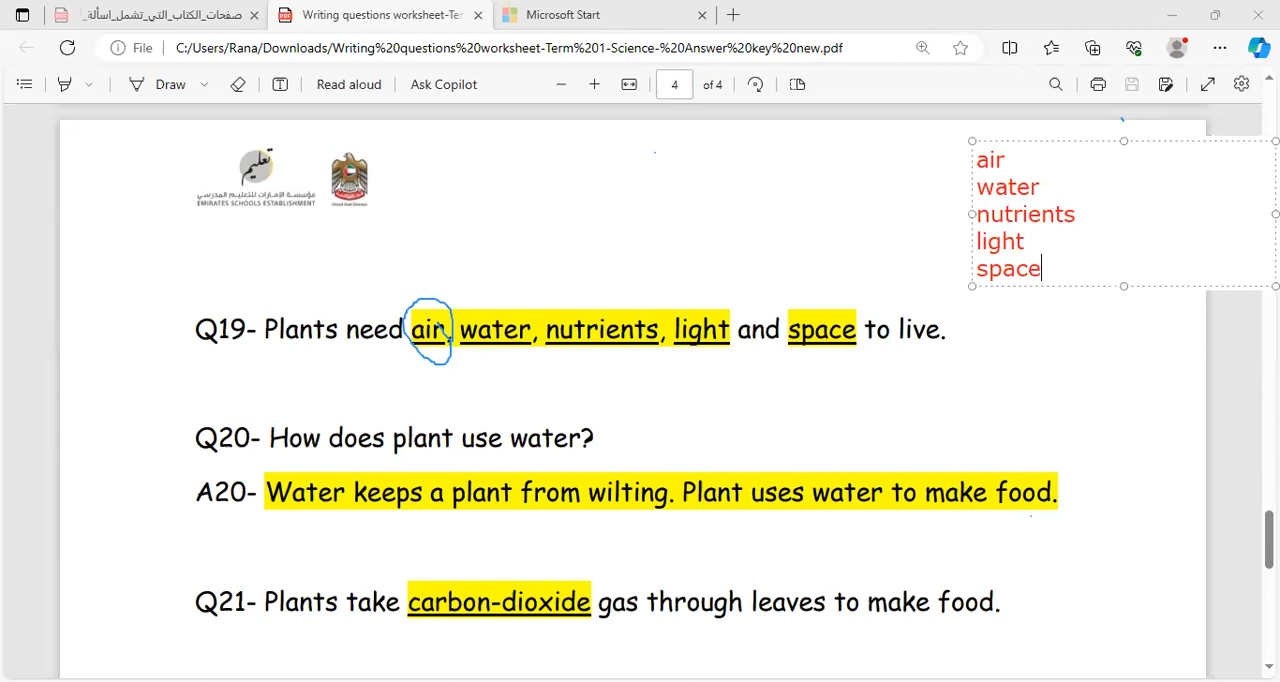 صفحات_الكتاب_التي_تشمل_اسألة_
Writing questions worksheet-Ter
Microsoft Start
File
C:/Users/Rana/Downloads/Writing%20questions%20worksheet-Term%201-Science-%20Answer%20key%20new.pdf
Draw
Read aloud
Ask Copilot
4
of 4
تعليم
مؤسسة الإمارات للتعليم المدرسي
EMIRATES SCHOOLS ESTABLISHMENT
United Arab Emirates
air
water
nutrients
light
space
Q19- Plants need air, water, nutrients, light and space to live.
Q20- How does plant use water?
A20- Water keeps a plant from wilting. Plant uses water to make food.
Q21- Plants take carbon-dioxide gas through leaves to make food.